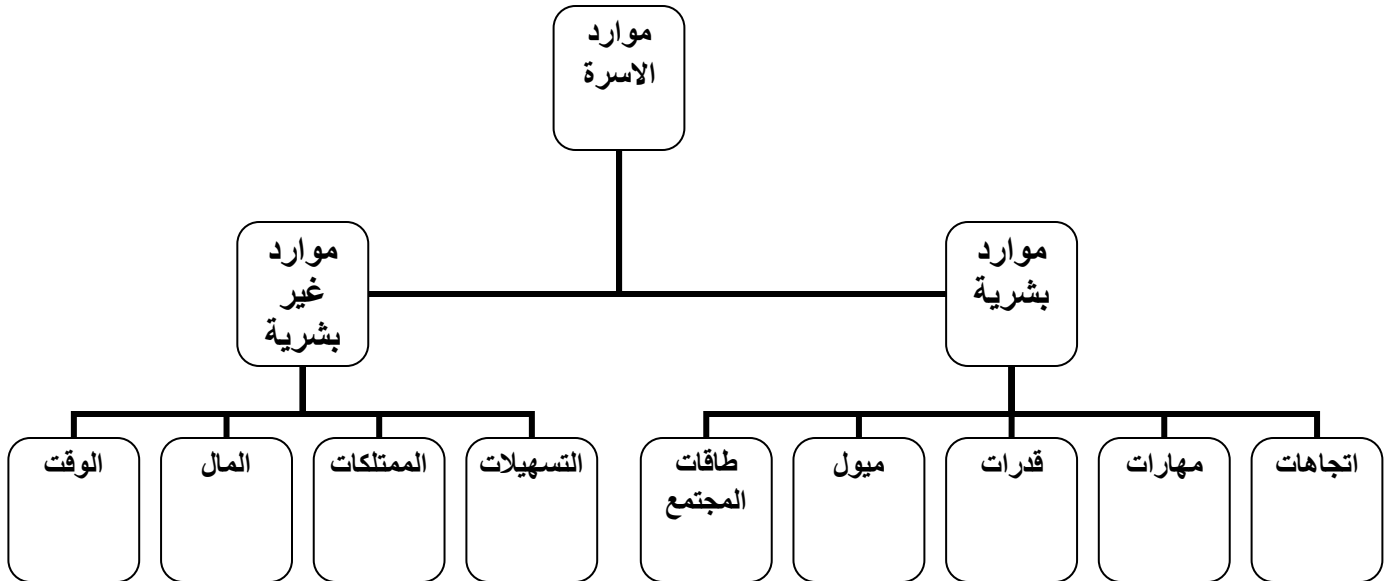 موارد
الاسرة
موارد
بشرية
موارد
غير
بشرية
اتجاهات
مهارات
قدرات
ميول
طاقات
المجتمع
التسهيلات
الممتلكات
المال
الوقت